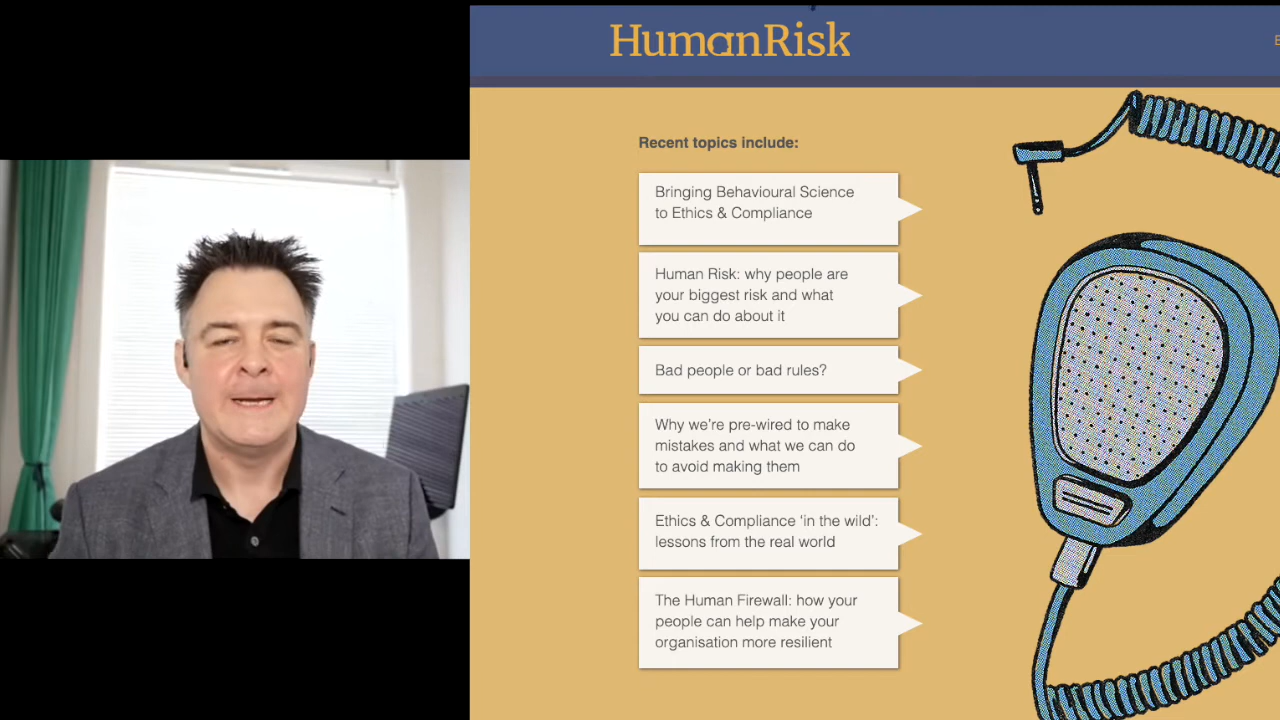 HumanRisk
Recent topics include:
Bringing Behavioural Science
to Ethics & Compliance
Human Risk: why people are
your biggest risk and what
you can do about it
Bad people or bad rules?
Why we’re pre-wired to make
mistakes and what we can do
to avoid making them
Ethics & Compliance ‘in the wild’:
lessons from the real world
The Human Firewall: how your
people can help make your
organisation more resilient